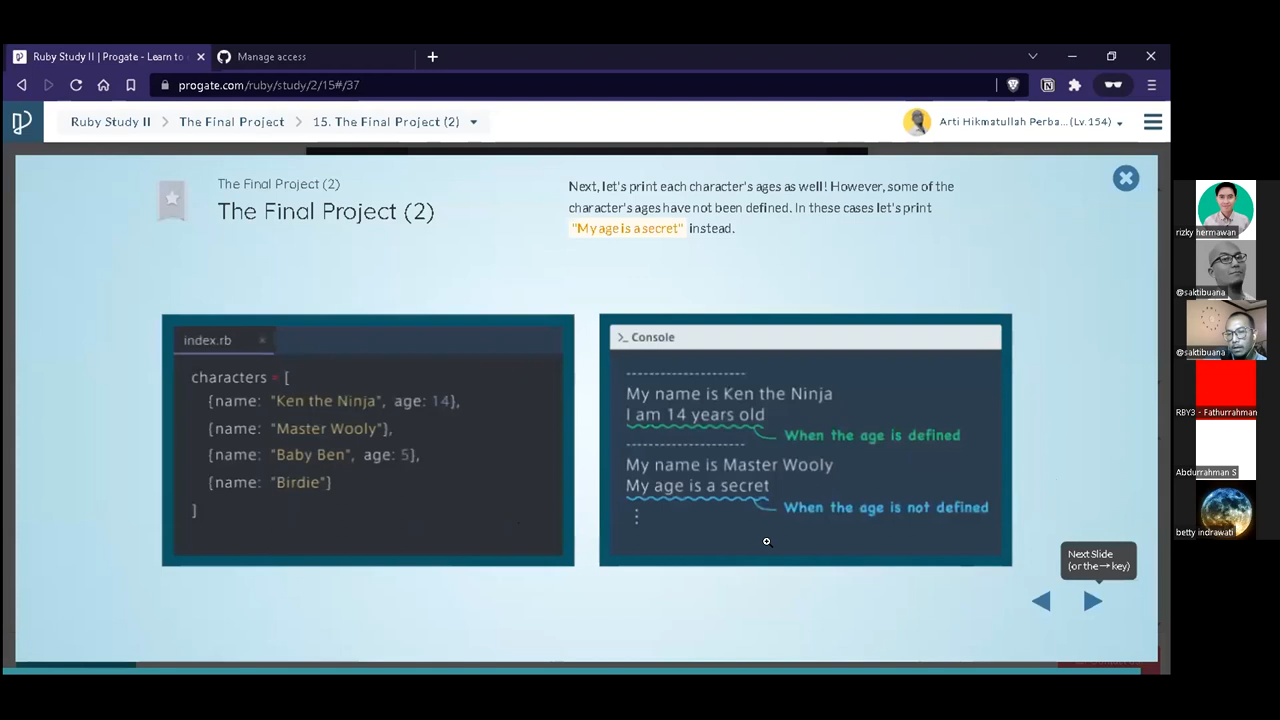 Ruby Study II | Progate - Learn to
Manage access
progate.com/ruby/study/2/15#/37
Ruby Study II > The Final Project > 15. The Final Project (2)
Arti Hikmatullah Perba...(Lv.154)
The Final Project (2)
The Final Project (2)
Next, let's print each character's ages as well! However, some of the
character's ages have not been defined. In these cases let's print
"My age is a secret" instead.
index.rb ×
characters = [
{name: "Ken the Ninja", age: 14},
{name: "Master Wooly"},
{name: "Baby Ben", age: 5},
{name: "Birdie"}
]
>_ Console
---------------------
My name is Ken the Ninja
I am 14 years old
When the age is defined
---------------------
My name is Master Wooly
My age is a secret
When the age is not defined
⋮
Next Slide
(or the → key)
rizky hermawan
@saktibuana
@saktibuana
RBY3 - Fathurrahman
Abdurrahman S
betty indrawati